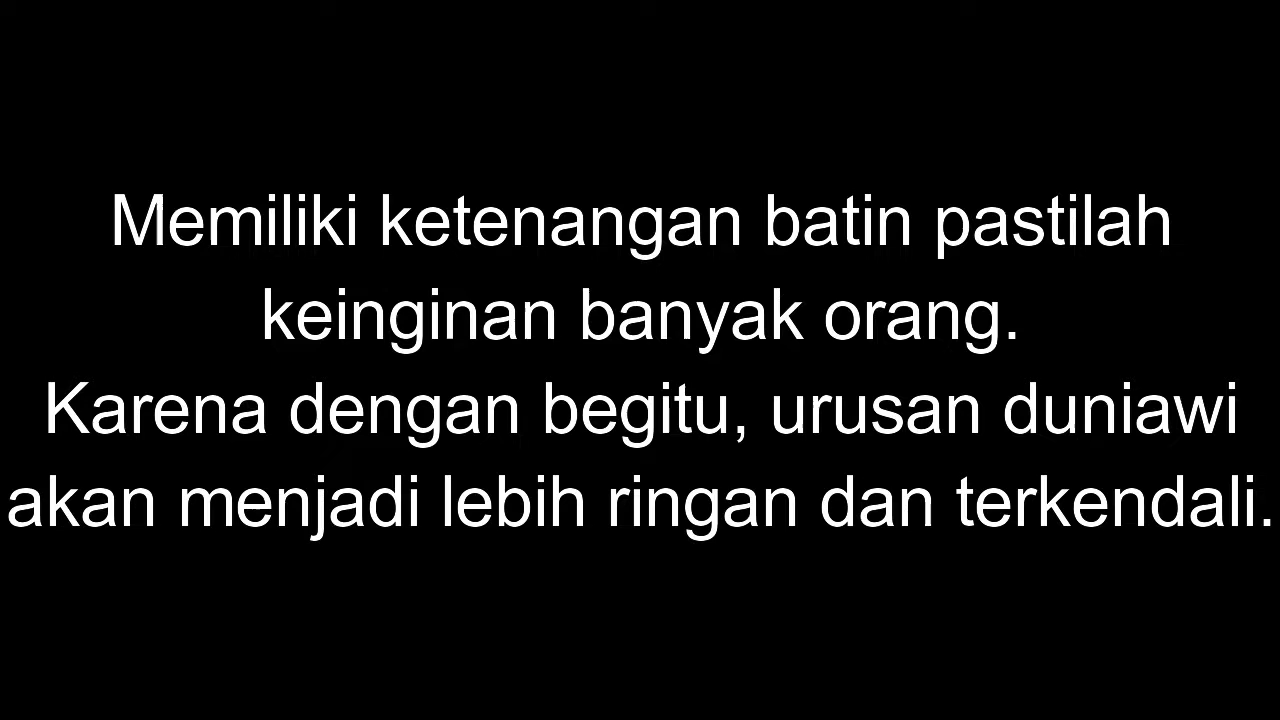 Memiliki ketenangan batin pastilah
keinginan banyak orang.
Karena dengan begitu, urusan duniawi
akan menjadi lebih ringan dan terkendali.